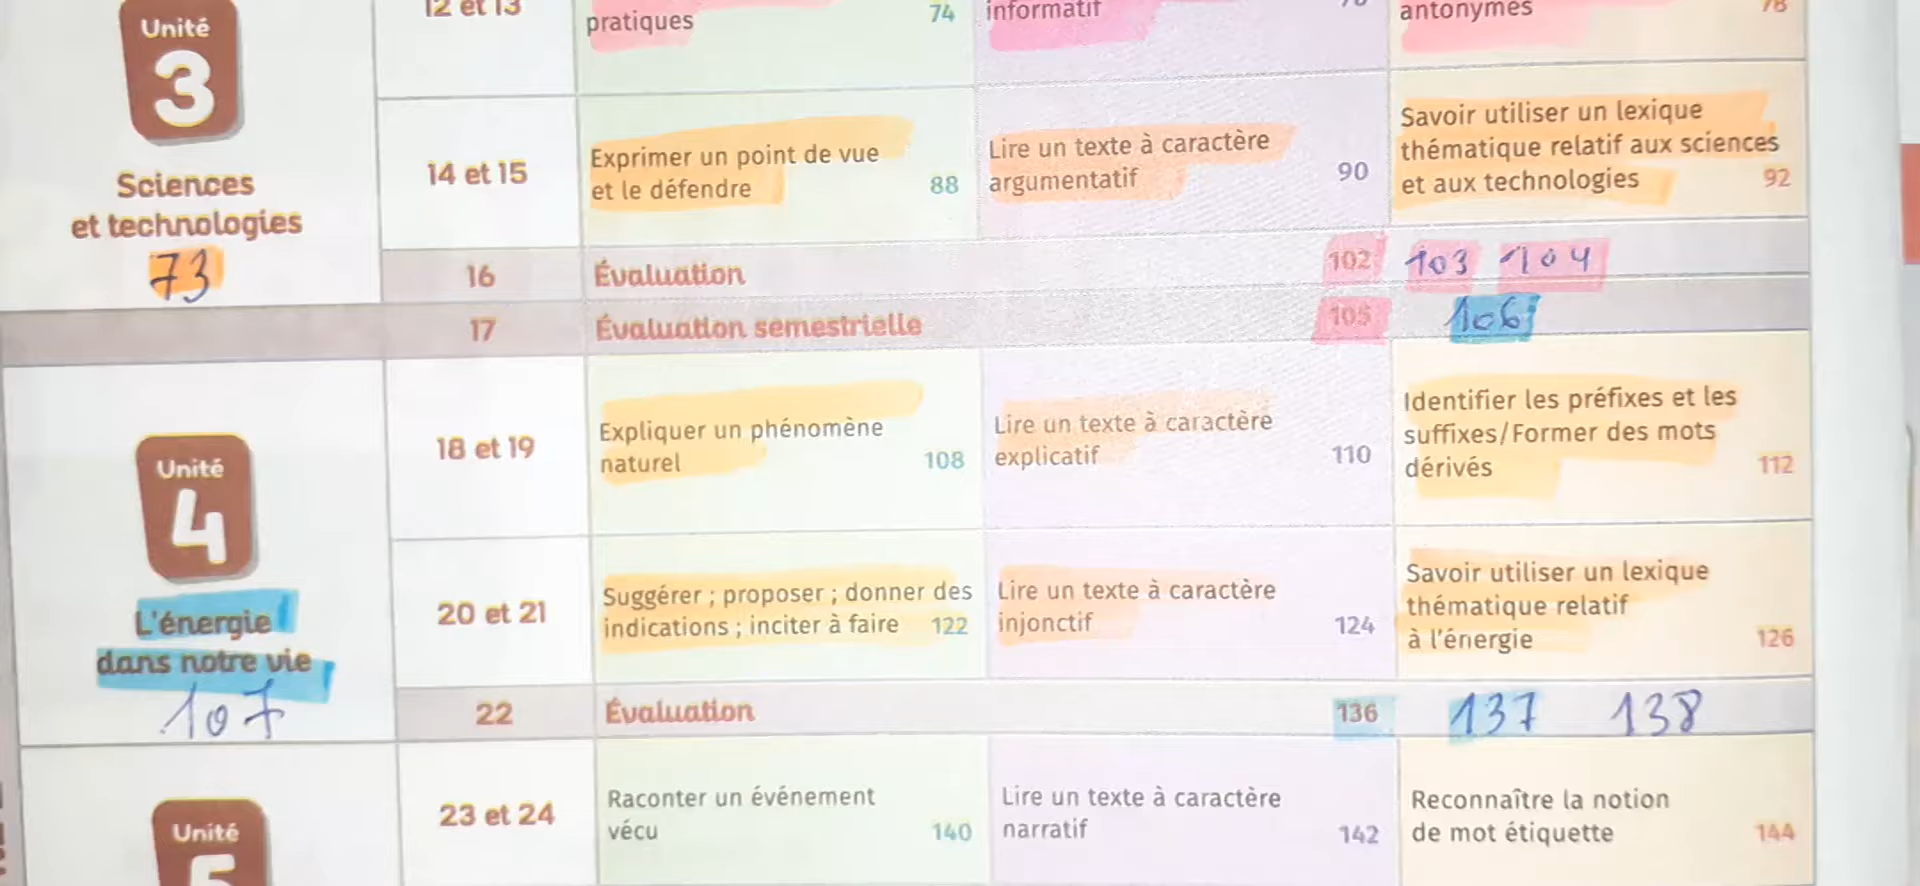 Unité
3
Sciences
et technologies
73
12 et 13
pratiques 74
informatif
antonymes 78
14 et 15
Exprimer un point de vue
et le défendre 88
Lire un texte à caractère
argumentatif 90
Savoir utiliser un lexique
thématique relatif aux sciences
et aux technologies 92
16 Évaluation 102 103 104
17 Évaluation semestrielle 105 106
Unité
4
L'énergie
dans notre vie
107
18 et 19
Expliquer un phénomène
naturel 108
Lire un texte à caractère
explicatif 110
Identifier les préfixes et les
suffixes/Former des mots
dérivés 112
20 et 21
Suggérer ; proposer ; donner des
indications ; inciter à faire 122
Lire un texte à caractère
injonctif 124
Savoir utiliser un lexique
thématique relatif
à l'énergie 126
22 Évaluation 136 137 138
Unité
5
23 et 24
Raconter un événement
vécu 140
Lire un texte à caractère
narratif 142
Reconnaître la notion
de mot étiquette 144